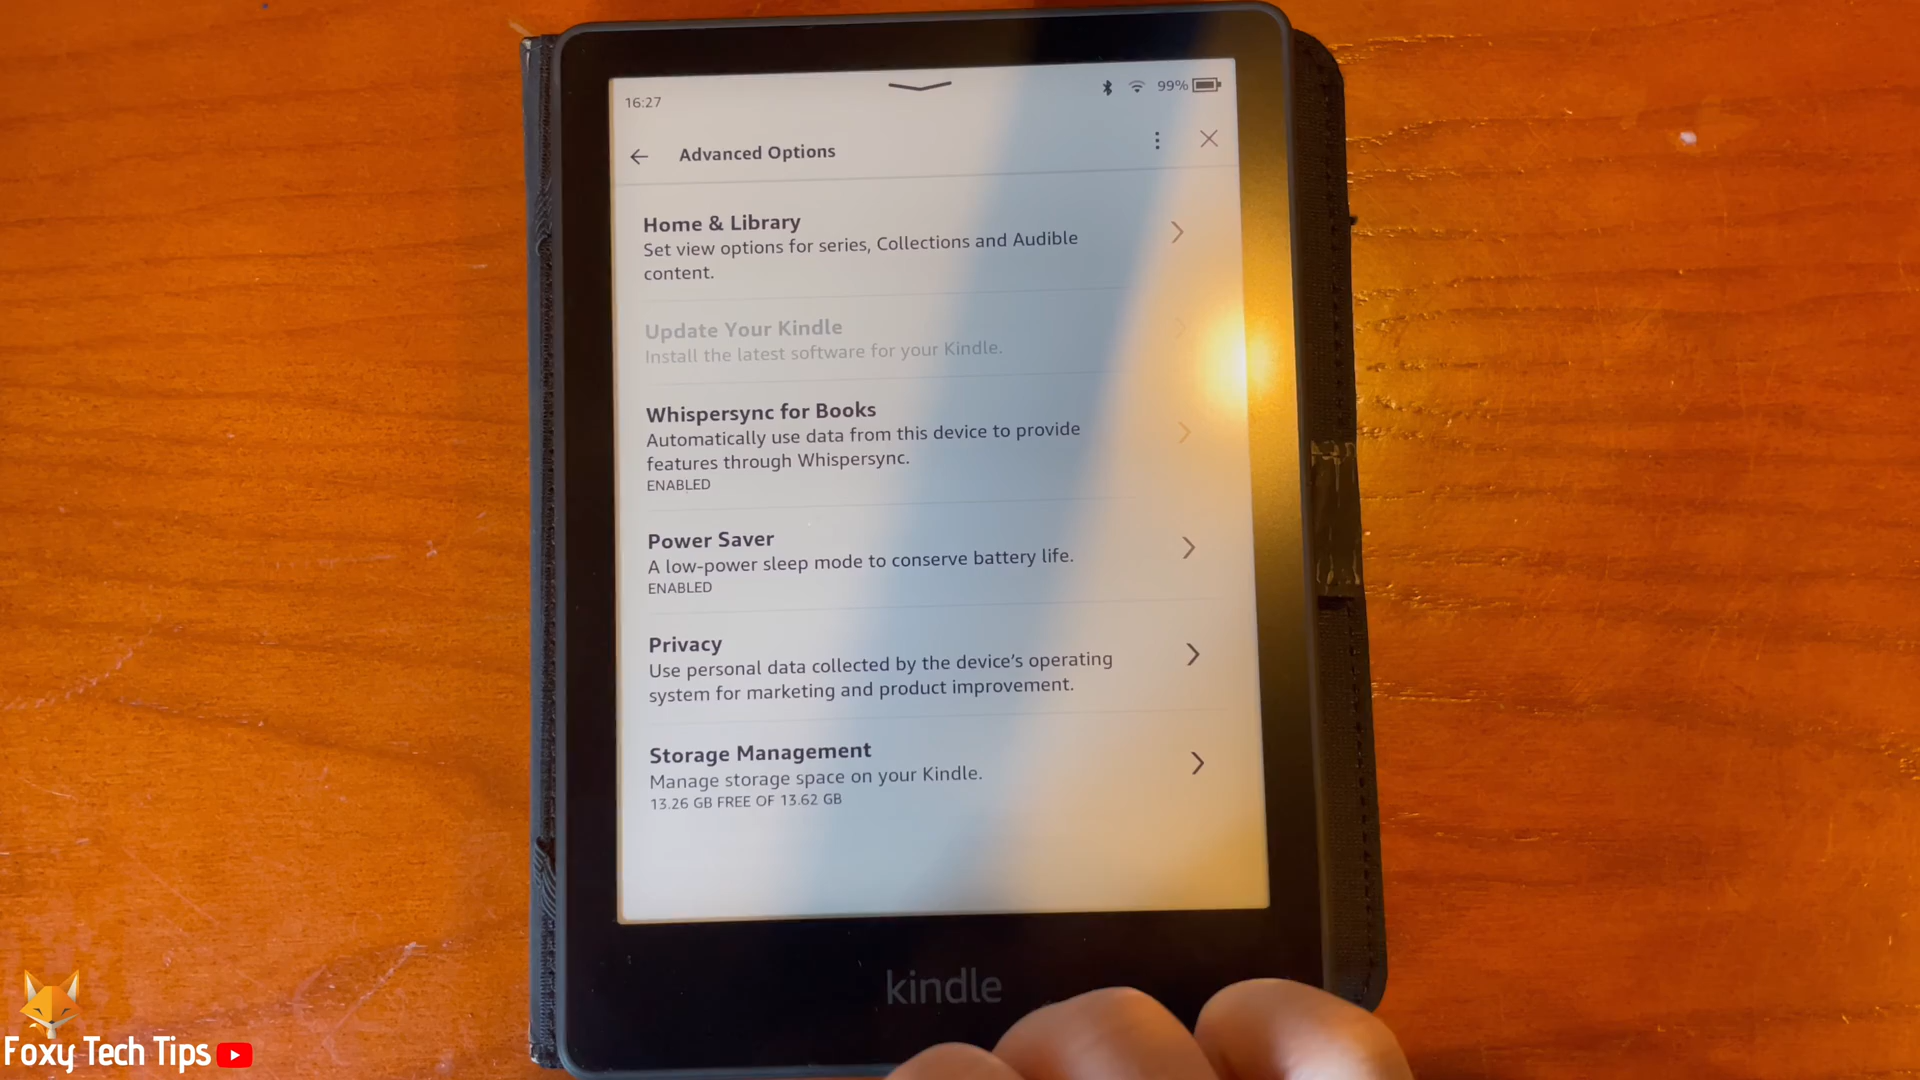 16:27
99%
Advanced Options
Home & Library
Set view options for series, Collections and Audible
content.
Update Your Kindle
Install the latest software for your Kindle.
Whispersync for Books
Automatically use data from this device to provide
features through Whispersync.
ENABLED
Power Saver
A low-power sleep mode to conserve battery life.
ENABLED
Privacy
Use personal data collected by the device’s operating
system for marketing and product improvement.
Storage Management
Manage storage space on your Kindle.
13.26 GB FREE OF 13.62 GB
kindle
Foxy Tech Tips